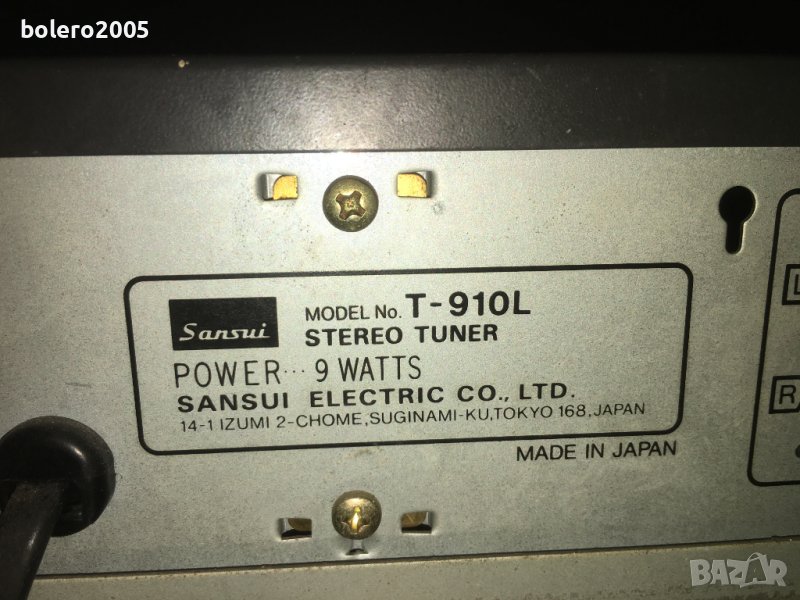 bolero2005
Sansui
MODEL No. T-910L
STEREO TUNER
POWER··· 9 WATTS
SANSUI ELECTRIC CO., LTD.
14-1 IZUMI 2-CHOME, SUGINAMI-KU, TOKYO 168, JAPAN
MADE IN JAPAN
L
R
BAZAR